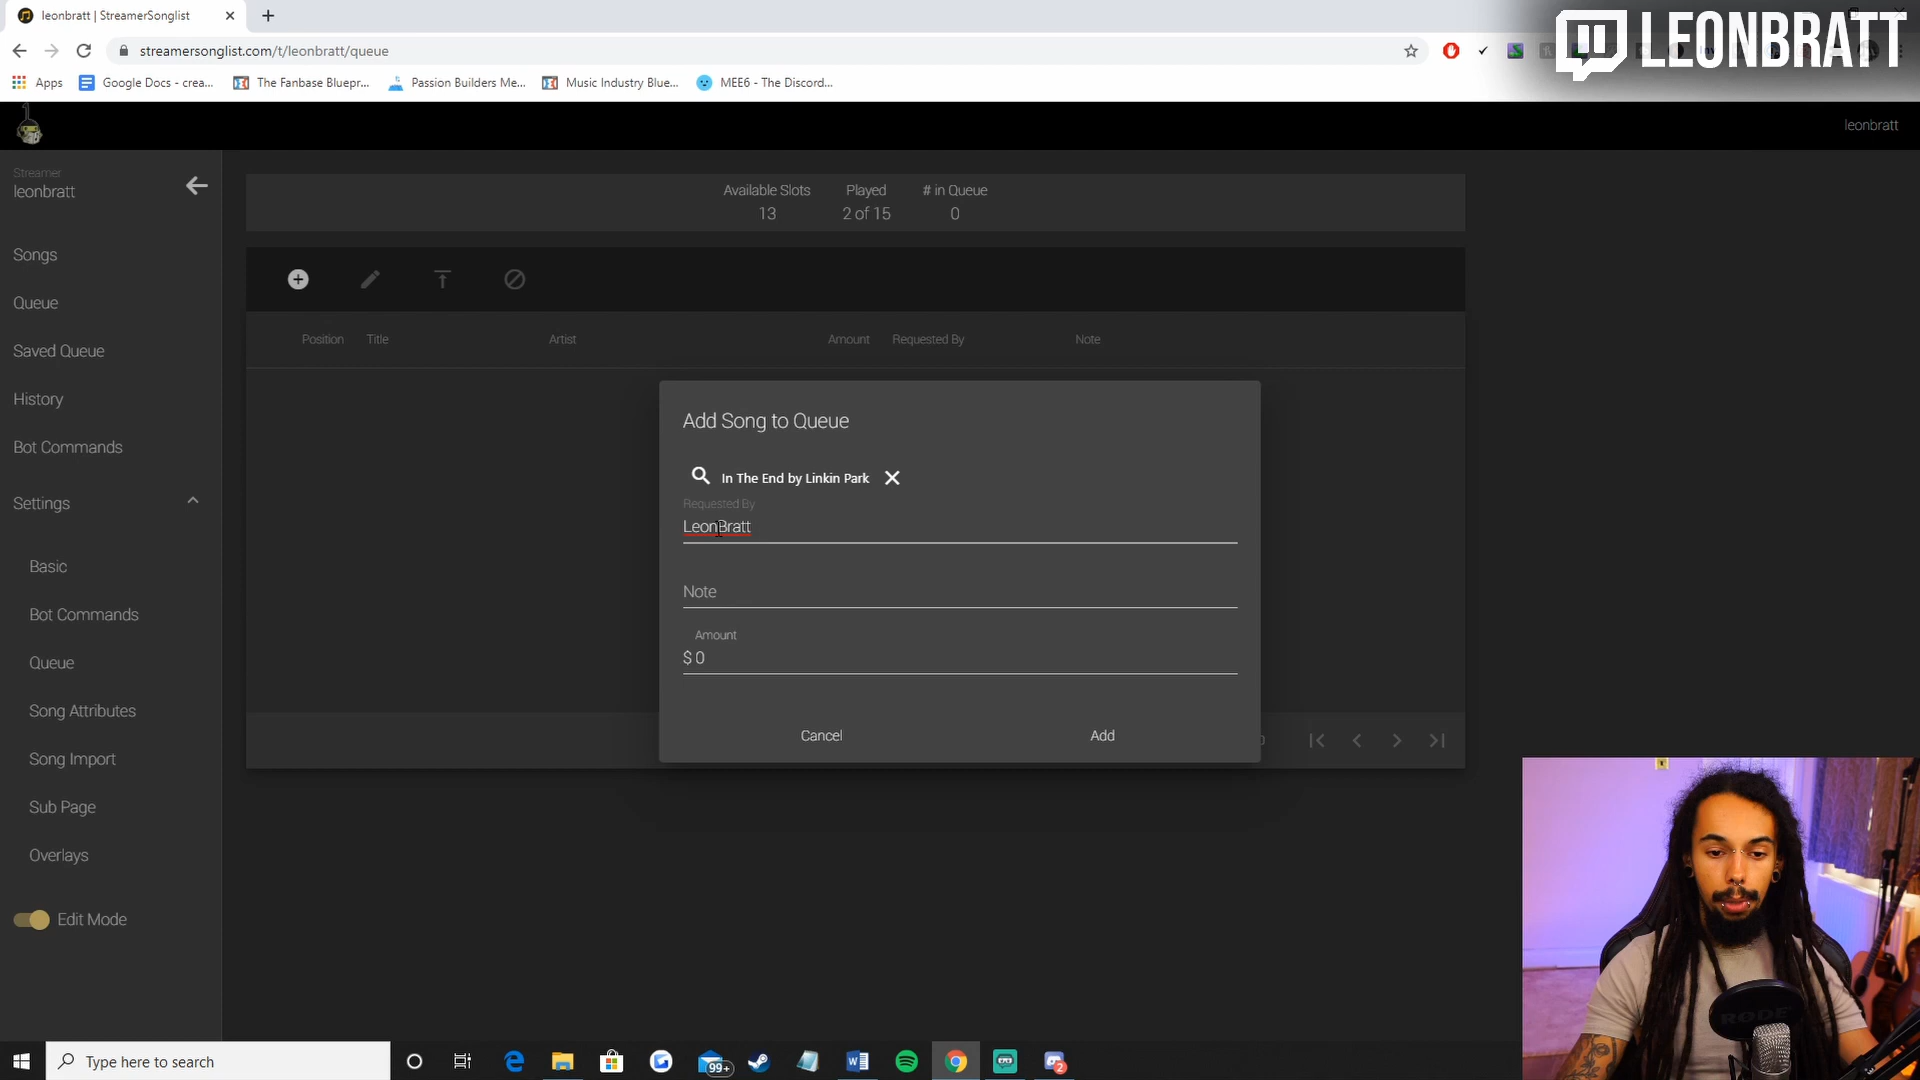 leonbratt | StreamerSonglist
LEONBRATT
streamersonglist.com/t/leonbratt/queue
Apps
Google Docs - crea...
The Fanbase Bluepr...
Passion Builders Me...
Music Industry Blue...
MEE6 - The Discord...
leonbratt
Streamer
leonbratt
Available Slots
Played
# in Queue
13
2 of 15
0
Songs
Queue
Saved Queue
History
Bot Commands
Settings
Basic
Bot Commands
Queue
Song Attributes
Song Import
Sub Page
Overlays
Edit Mode
Position
Title
Artist
Amount
Requested By
Note
Add Song to Queue
In The End by Linkin Park
Requested By
LeonBratt
Note
Amount
$ 0
Cancel
Add
RODE
Type here to search
99+
2